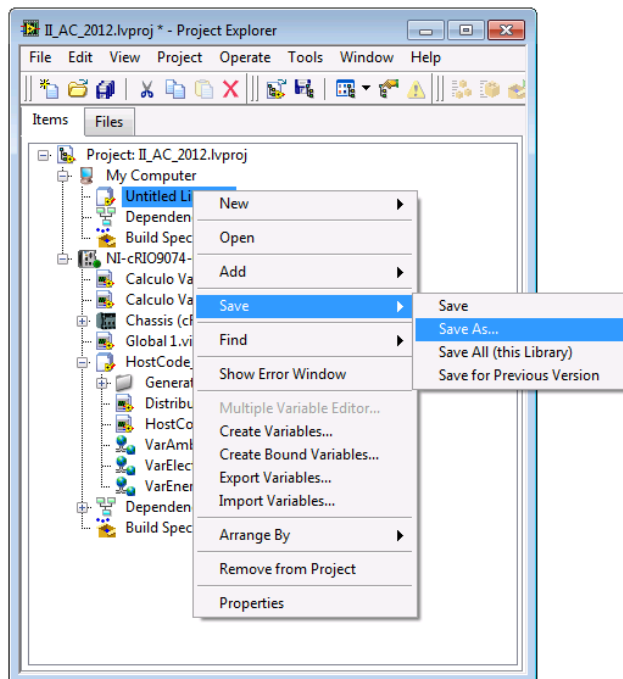 II_AC_2012.lvproj * - Project Explorer
File Edit View Project Operate Tools Window Help
Items Files
Project: II_AC_2012.lvproj
My Computer
Untitled Li
Dependen
Build Spec
NI-cRIO9074-
Calculo Va
Calculo Va
Chassis (cR
Global 1.vi
HostCode_
Generat
Distribu
HostCo
VarAmb
VarElect
VarEner
Dependen
Build Spec
New
Open
Add
Save
Find
Show Error Window
Multiple Variable Editor...
Create Variables...
Create Bound Variables...
Export Variables...
Import Variables...
Arrange By
Remove from Project
Properties
Save
Save As...
Save All (this Library)
Save for Previous Version